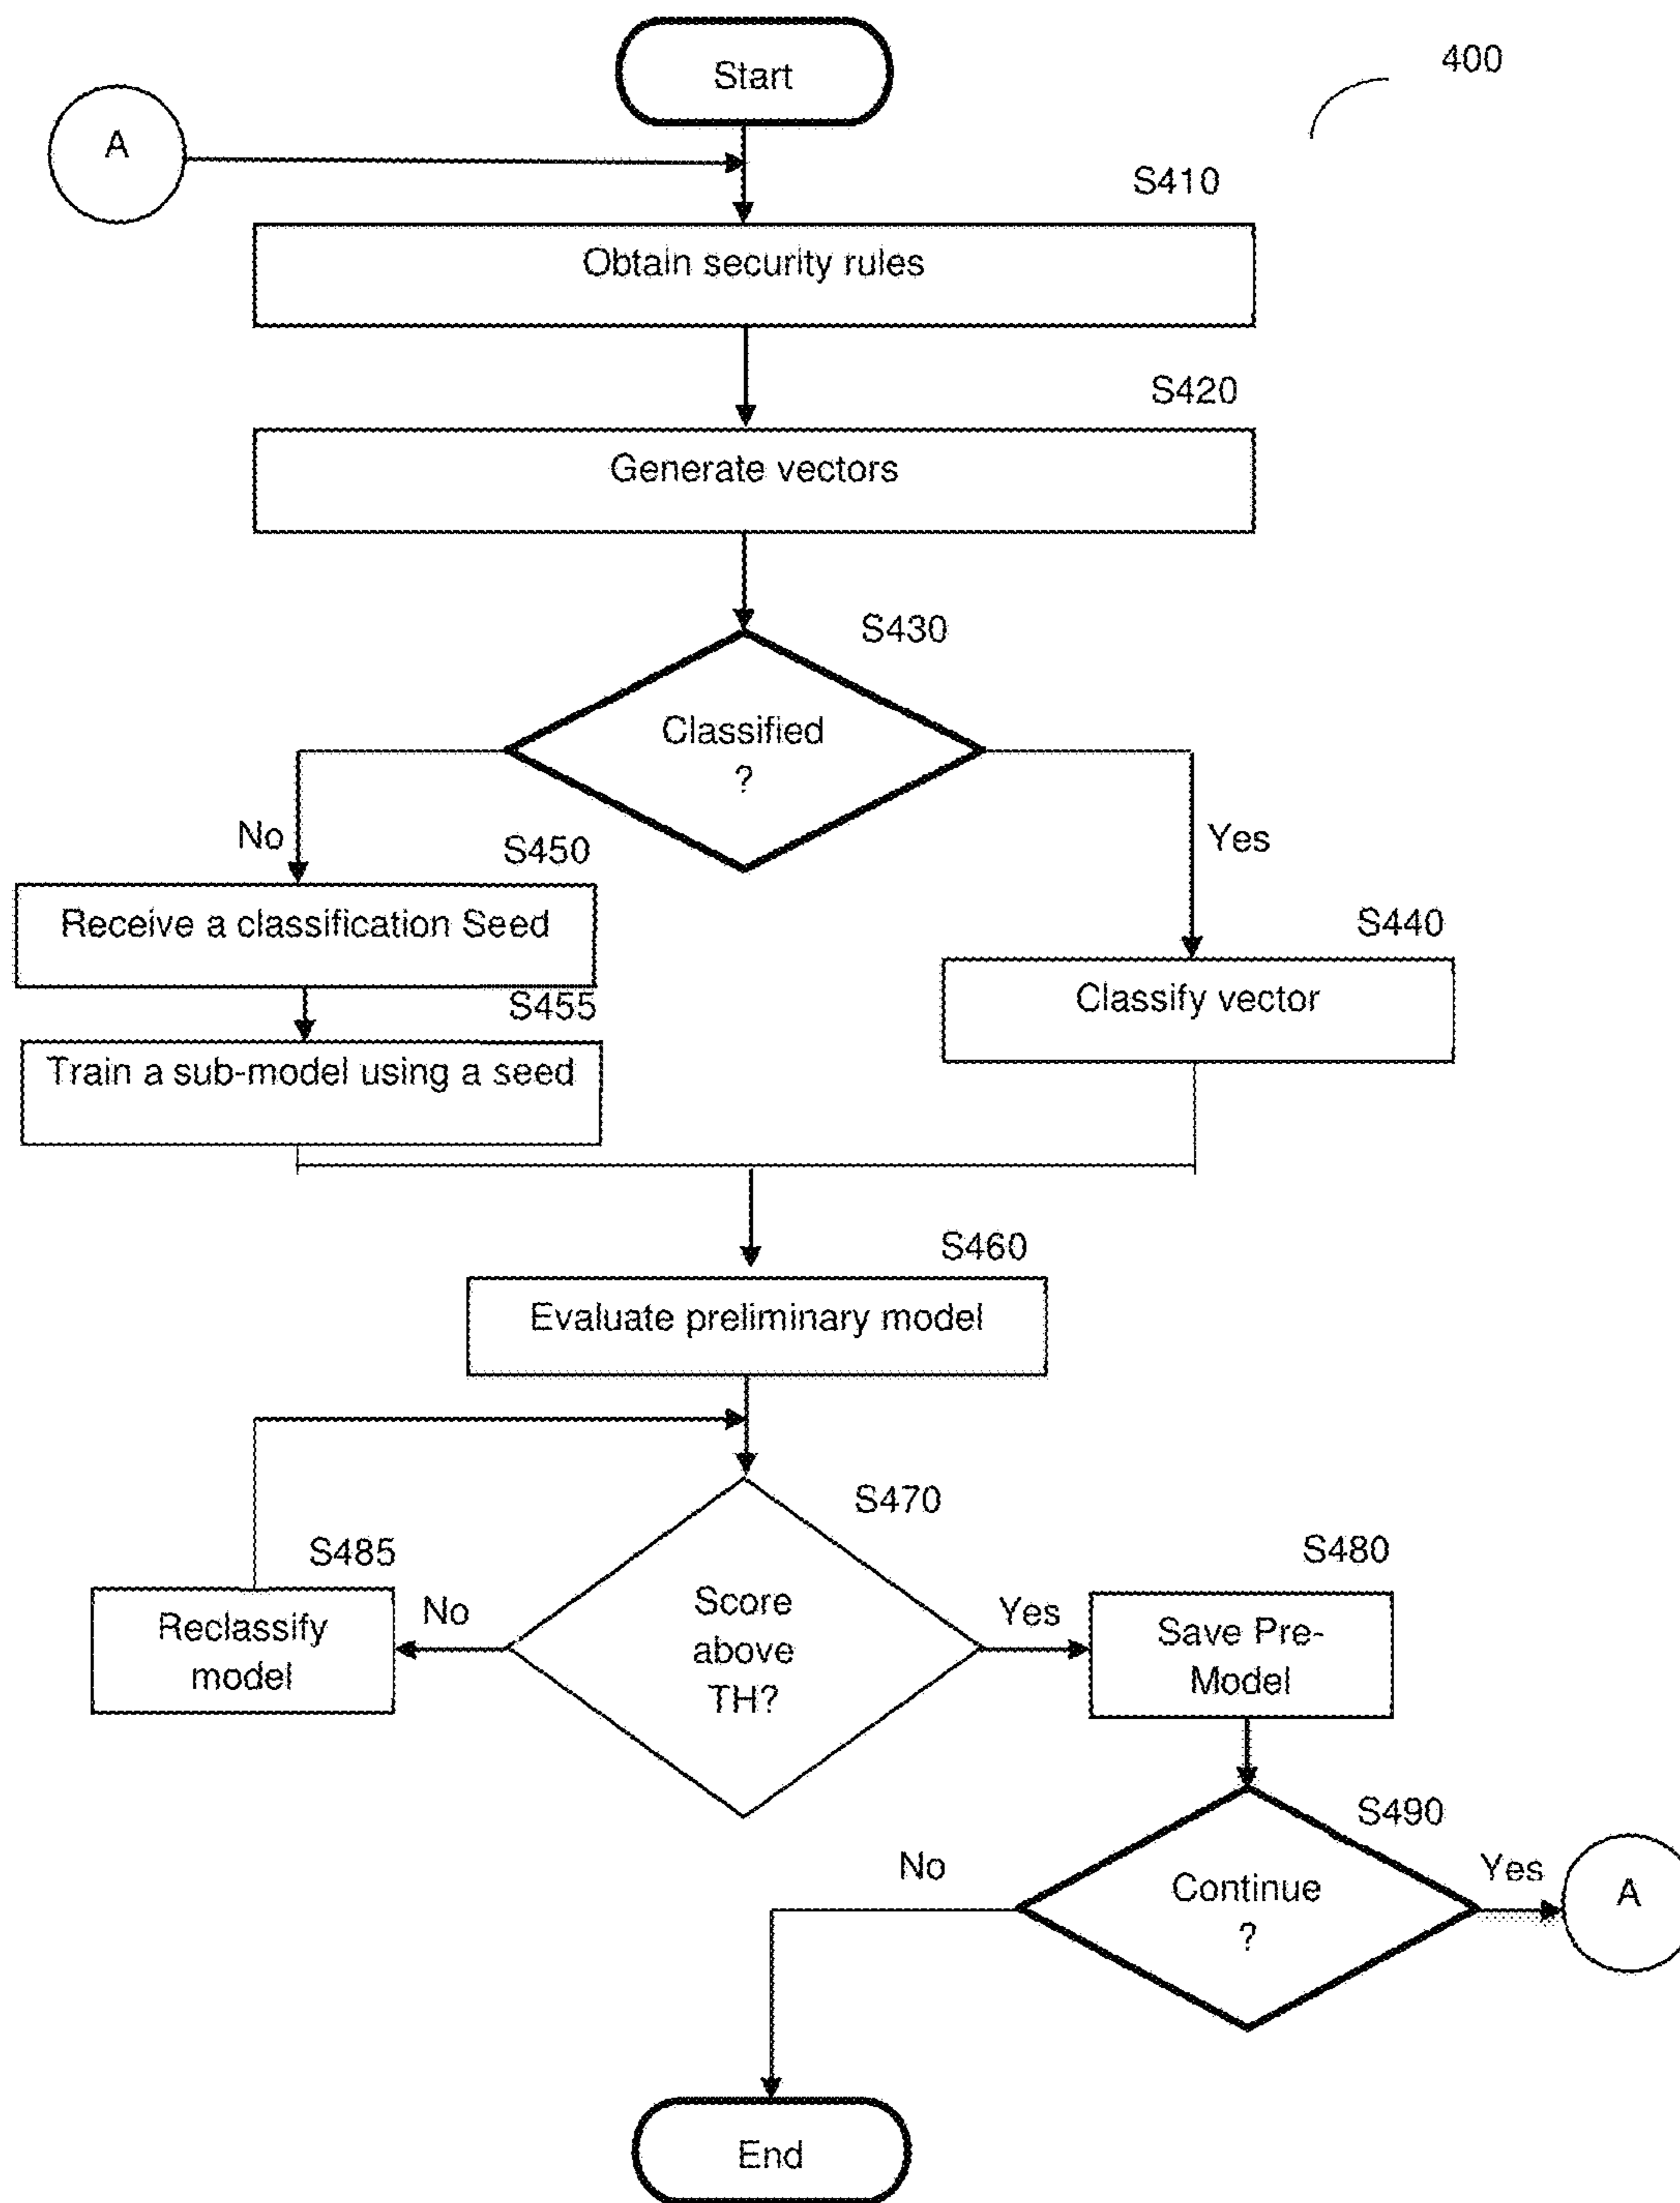 Start
400
A
S410
Obtain security rules
S420
Generate vectors
S430
Classified
?
No
Yes
S450
Receive a classification Seed
S440
Classify vector
S455
Train a sub-model using a seed
S460
Evaluate preliminary model
S470
S485
S480
Reclassify
model
No
Score
above
TH?
Yes
Save Pre-
Model
S490
No
Continue
?
Yes
A
End